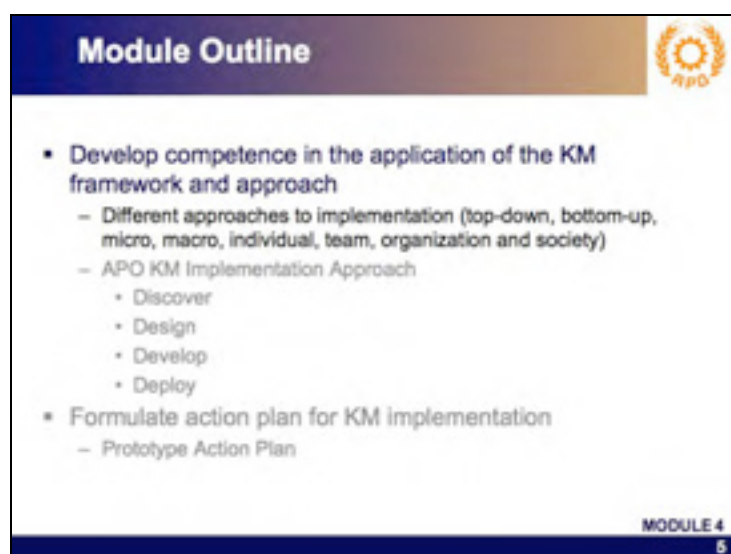 Module Outline
APO
▪ Develop competence in the application of the KM
framework and approach
– Different approaches to implementation (top-down, bottom-up,
micro, macro, individual, team, organization and society)
– APO KM Implementation Approach
• Discover
• Design
• Develop
• Deploy
▪ Formulate action plan for KM implementation
– Prototype Action Plan
MODULE 4
5